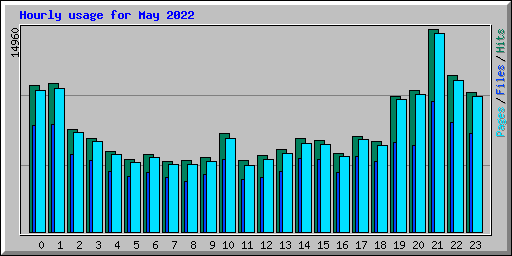 Hourly usage for May 2022
14960
Pages/Files/Hits
0 1 2 3 4 5 6 7 8 9 10 11 12 13 14 15 16 17 18 19 20 21 22 23